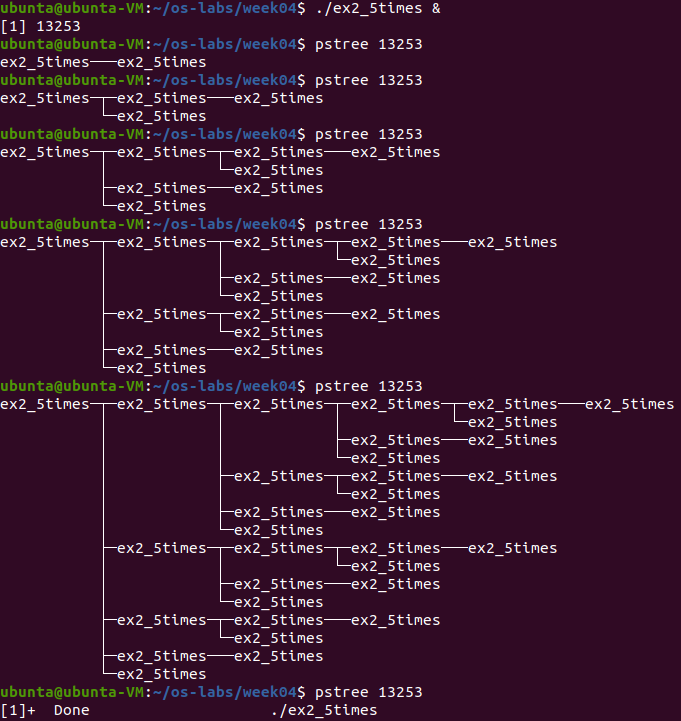 ubunta@ubunta-VM:~/os-labs/week04$ ./ex2_5times &
[1] 13253
ubunta@ubunta-VM:~/os-labs/week04$ pstree 13253
ex2_5times───ex2_5times
ubunta@ubunta-VM:~/os-labs/week04$ pstree 13253
ex2_5times─┬─ex2_5times───ex2_5times
           └─ex2_5times
ubunta@ubunta-VM:~/os-labs/week04$ pstree 13253
ex2_5times─┬─ex2_5times─┬─ex2_5times───ex2_5times
           │            └─ex2_5times
           ├─ex2_5times───ex2_5times
           └─ex2_5times
ubunta@ubunta-VM:~/os-labs/week04$ pstree 13253
ex2_5times─┬─ex2_5times─┬─ex2_5times─┬─ex2_5times───ex2_5times
           │            │            └─ex2_5times
           │            ├─ex2_5times───ex2_5times
           │            └─ex2_5times
           ├─ex2_5times─┬─ex2_5times───ex2_5times
           │            └─ex2_5times
           ├─ex2_5times───ex2_5times
           └─ex2_5times
ubunta@ubunta-VM:~/os-labs/week04$ pstree 13253
ex2_5times─┬─ex2_5times─┬─ex2_5times─┬─ex2_5times─┬─ex2_5times───ex2_5times
           │            │            │            └─ex2_5times
           │            │            ├─ex2_5times───ex2_5times
           │            │            └─ex2_5times
           │            ├─ex2_5times─┬─ex2_5times───ex2_5times
           │            │            └─ex2_5times
           │            ├─ex2_5times───ex2_5times
           │            └─ex2_5times
           ├─ex2_5times─┬─ex2_5times─┬─ex2_5times───ex2_5times
           │            │            └─ex2_5times
           │            ├─ex2_5times───ex2_5times
           │            └─ex2_5times
           ├─ex2_5times─┬─ex2_5times───ex2_5times
           │            └─ex2_5times
           ├─ex2_5times───ex2_5times
           └─ex2_5times
ubunta@ubunta-VM:~/os-labs/week04$ pstree 13253
[1]+  Done                    ./ex2_5times